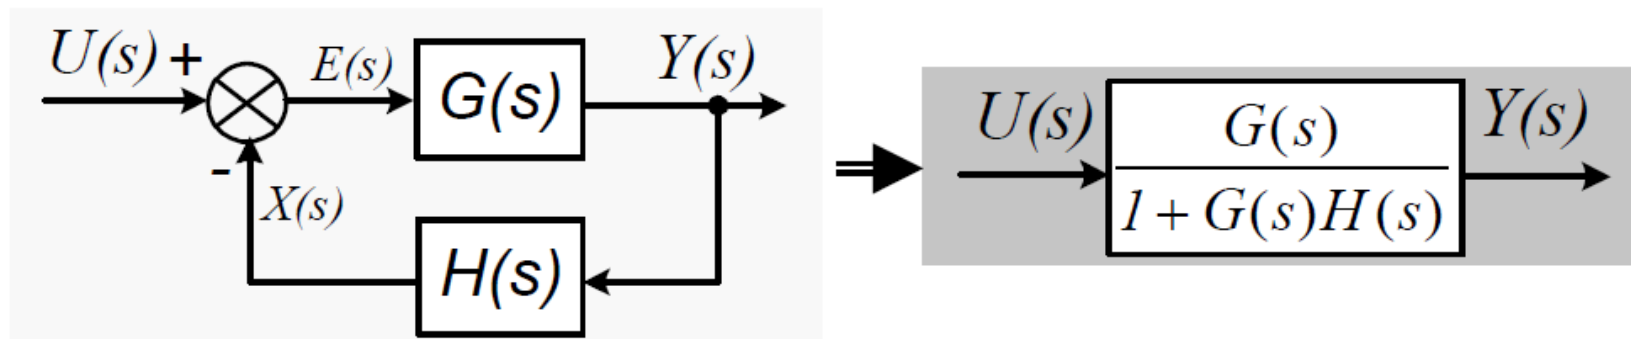 U(s) +
E(s)
G(s)
Y(s)
-
X(s)
H(s)
U(s)
G(s)
1 + G(s)H(s)
Y(s)